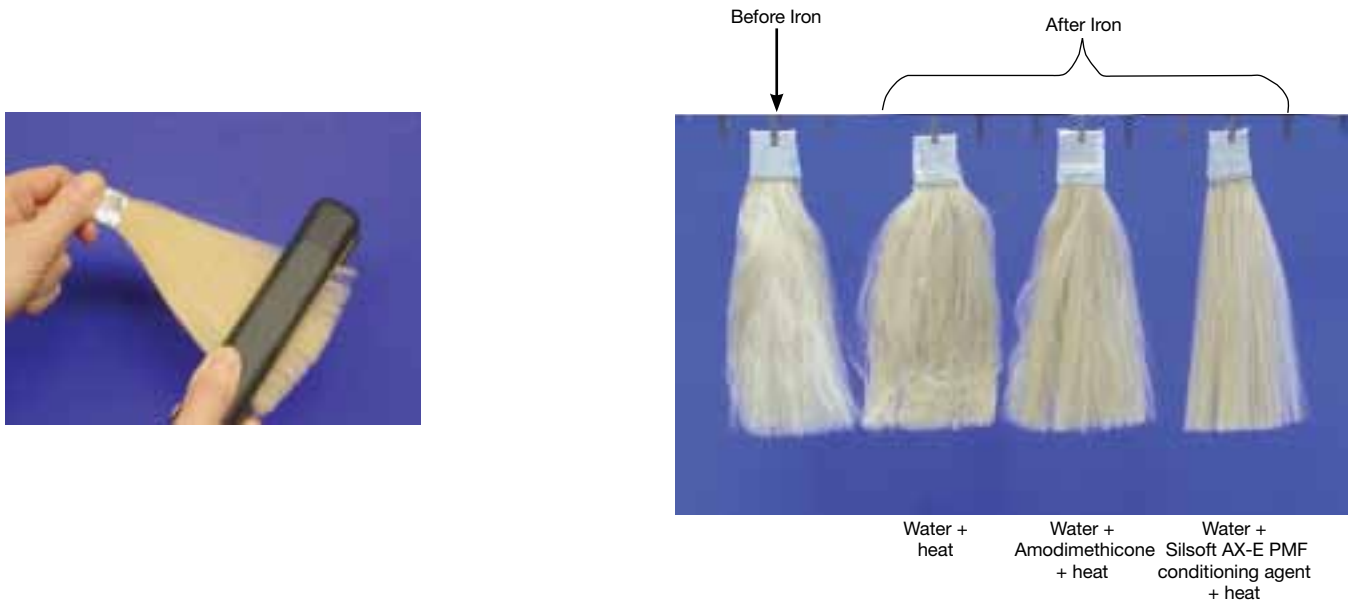 Before Iron
After Iron
Water +
heat
Water +
Amodimethicone
+ heat
Water +
Silsoft AX-E PMF
conditioning agent
+ heat